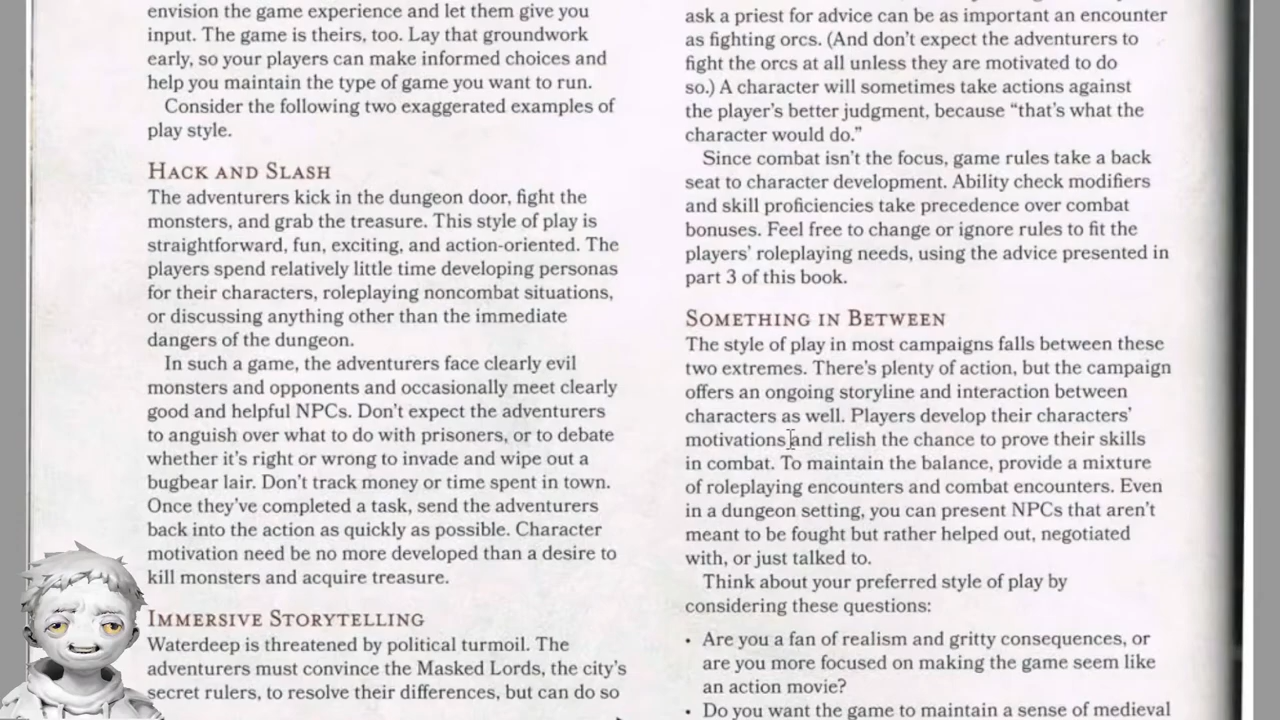 envision the game experience and let them give you
input. The game is theirs, too. Lay that groundwork
early, so your players can make informed choices and
help you maintain the type of game you want to run.
Consider the following two exaggerated examples of
play style.
HACK AND SLASH
The adventurers kick in the dungeon door, fight the
monsters, and grab the treasure. This style of play is
straightforward, fun, exciting, and action-oriented. The
players spend relatively little time developing personas
for their characters, roleplaying noncombat situations,
or discussing anything other than the immediate
dangers of the dungeon.
In such a game, the adventurers face clearly evil
monsters and opponents and occasionally meet clearly
good and helpful NPCs. Don't expect the adventurers
to anguish over what to do with prisoners, or to debate
whether it's right or wrong to invade and wipe out a
bugbear lair. Don't track money or time spent in town.
Once they've completed a task, send the adventurers
back into the action as quickly as possible. Character
motivation need be no more developed than a desire to
kill monsters and acquire treasure.
IMMERSIVE STORYTELLING
Waterdeep is threatened by political turmoil. The
adventurers must convince the Masked Lords, the city's
secret rulers, to resolve their differences, but can do so
ask a priest for advice can be as important an encounter
as fighting orcs. (And don't expect the adventurers to
fight the orcs at all unless they are motivated to do
so.) A character will sometimes take actions against
the player's better judgment, because “that's what the
character would do.”
Since combat isn't the focus, game rules take a back
seat to character development. Ability check modifiers
and skill proficiencies take precedence over combat
bonuses. Feel free to change or ignore rules to fit the
players' roleplaying needs, using the advice presented in
part 3 of this book.
SOMETHING IN BETWEEN
The style of play in most campaigns falls between these
two extremes. There's plenty of action, but the campaign
offers an ongoing storyline and interaction between
characters as well. Players develop their characters'
motivations and relish the chance to prove their skills
in combat. To maintain the balance, provide a mixture
of roleplaying encounters and combat encounters. Even
in a dungeon setting, you can present NPCs that aren't
meant to be fought but rather helped out, negotiated
with, or just talked to.
Think about your preferred style of play by
considering these questions:
• Are you a fan of realism and gritty consequences, or
are you more focused on making the game seem like
an action movie?
• Do you want the game to maintain a sense of medieval